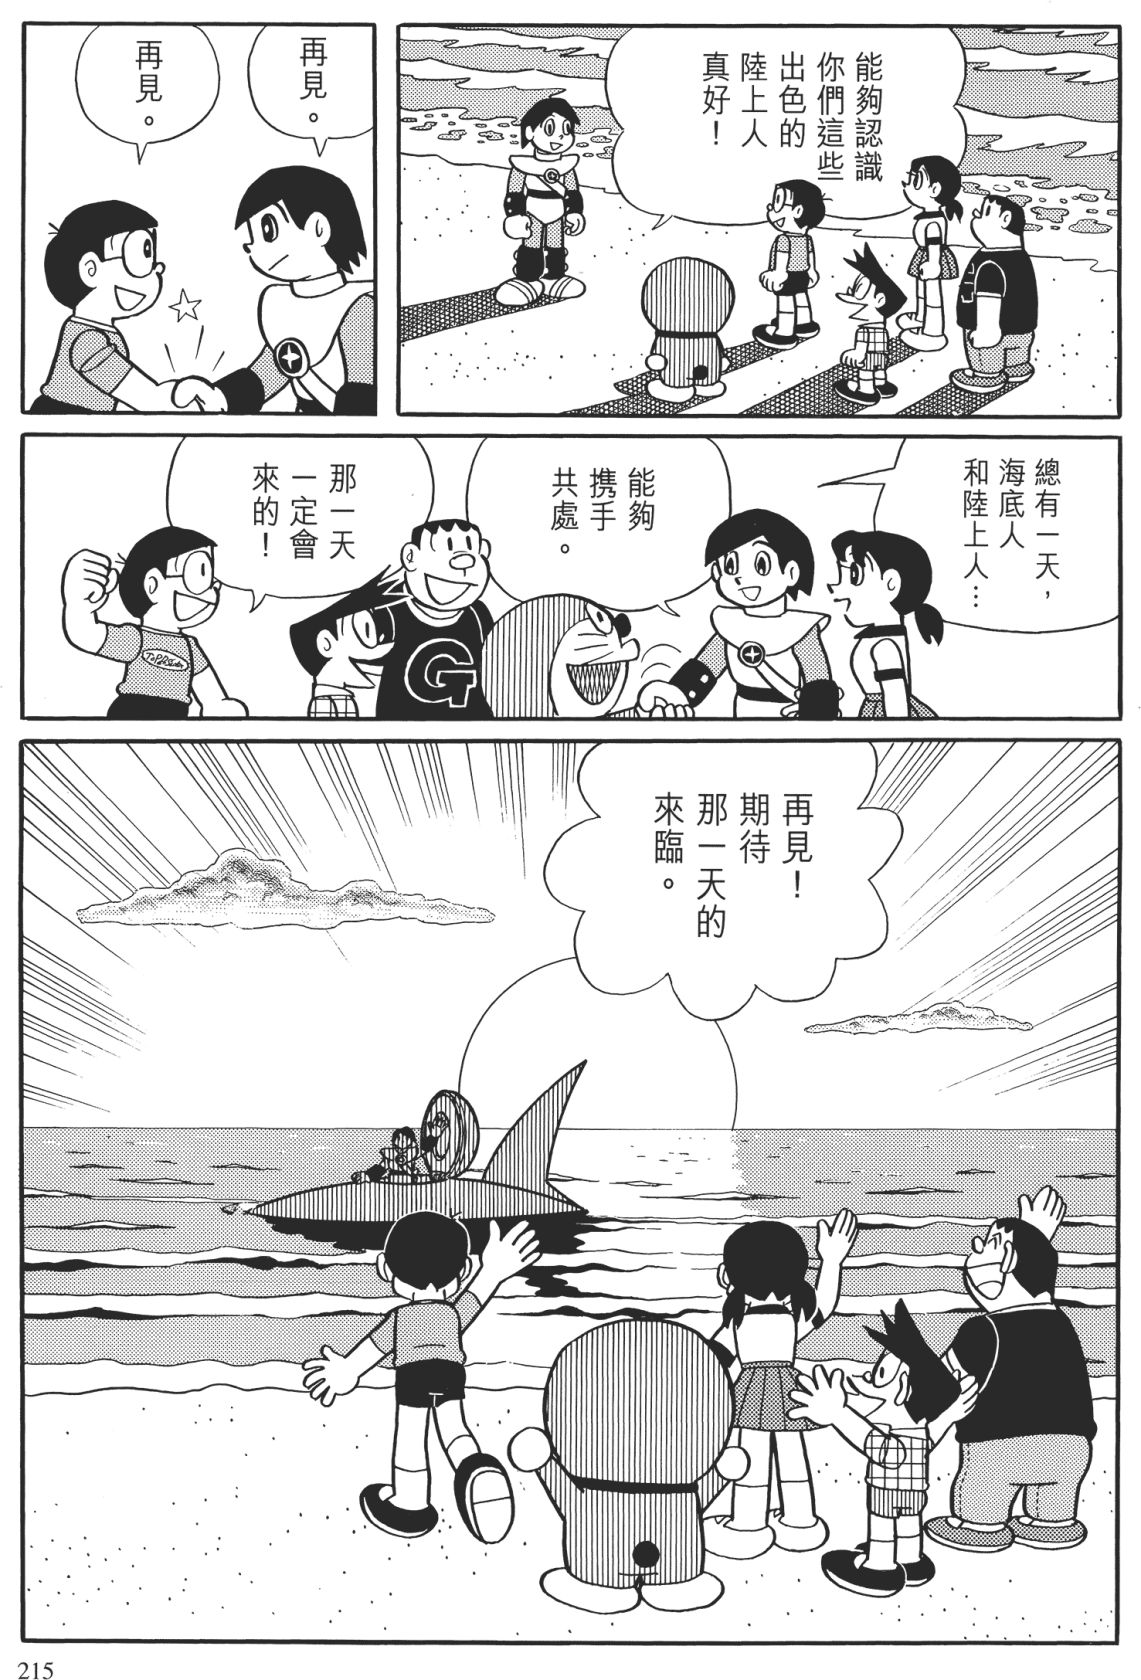 能夠認識
你們這些
出色的
陸上人
真好！
再見。
再見。
總有一天，
海底人
和陸上人…
能夠
携手
共處。
那一天
一定會
來的！
G
再見！
期待
那一天的
來臨。
215